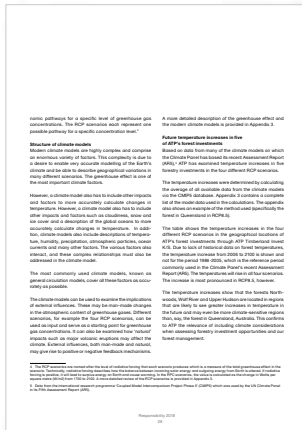 nomic pathways for a specific level of greenhouse gas
concentrations. The RCP scenarios each represent one
possible pathway for a specific level concentration.⁴
Structure of climate models
Modern climate models are highly complex and comprise
an enormous variety of factors. This complexity is due to
a desire to enable very accurate modelling of the Earth's
climate and be able to describe geographical variations in
many different scenarios. The greenhouse effect is one of
the most important climate factors.
However, a climate model also has to include other impacts
and factors to more accurately calculate changes in
temperature. However, a climate model also has to include
other impacts and factors such as cloudiness, snow and
ice cover and a description of the global oceans to more
accurately calculate changes in temperature. In addi-
tion, climate models also include descriptions of tempera-
ture, humidity, precipitation, atmospheric particles, ocean
currents and many other factors. The various factors also
interact, and these complex relationships must also be
addressed in the climate model.
The most commonly used climate models, known as
general circulation models, cover all these factors as accu-
rately as possible.
The climate models can be used to examine the implications
of external influences. These may be man-made changes
in the atmospheric content of greenhouse gases. Different
scenarios, for example the four RCP scenarios, can be
used as input and serve as a starting point for greenhouse
gas concentrations. It can also be examined how "natural"
impacts such as major volcanic eruptions may affect the
climate. External influences, both man-made and natural,
may give rise to positive or negative feedback mechanisms.
A more detailed description of the RCP scenarios and the
modern climate models is provided in Appendix 3.
Future temperature increases in five
of ATP's forest investments
Based on data from many of the climate models on which
the Climate Panel has based its recent Assessment Report
(AR5),⁵ ATP has examined temperature increases in five
forestry investments in the four different RCP scenarios.
The temperature increases were determined by calculating
the average of all available data from the climate models
via the CMIP5 database. Appendix 3 contains a complete
list of the model data used in the calculations. The appendix
also shows an example of the method used (specifically the
forest in Queensland in RCP8.5).
The table shows the temperature increases in the four
different RCP scenarios in the geographical locations of
ATP's forest investments through ATP Timberland Invest
K/S. Due to lack of historical data on forest temperatures,
the temperature increase from 2005 to 2100 is shown and
not for the period 1986-2005, which is the reference period
commonly used in the Climate Panel's recent Assessment
Report (AR5). The temperatures will rise in all four scenarios.
The increase is most pronounced in RCP8.5, however.
The temperature increases show that the forests North-
woods, Wolf River and Upper Hudson are located in regions
that are likely to see greater increases in temperature in
the future and may even be more climate-sensitive regions
than, say, the forest in Queensland, Australia. This confirms
to ATP the relevance of including climate considerations
when assessing forestry investment opportunities and our
forest management.
Responsibility 2018